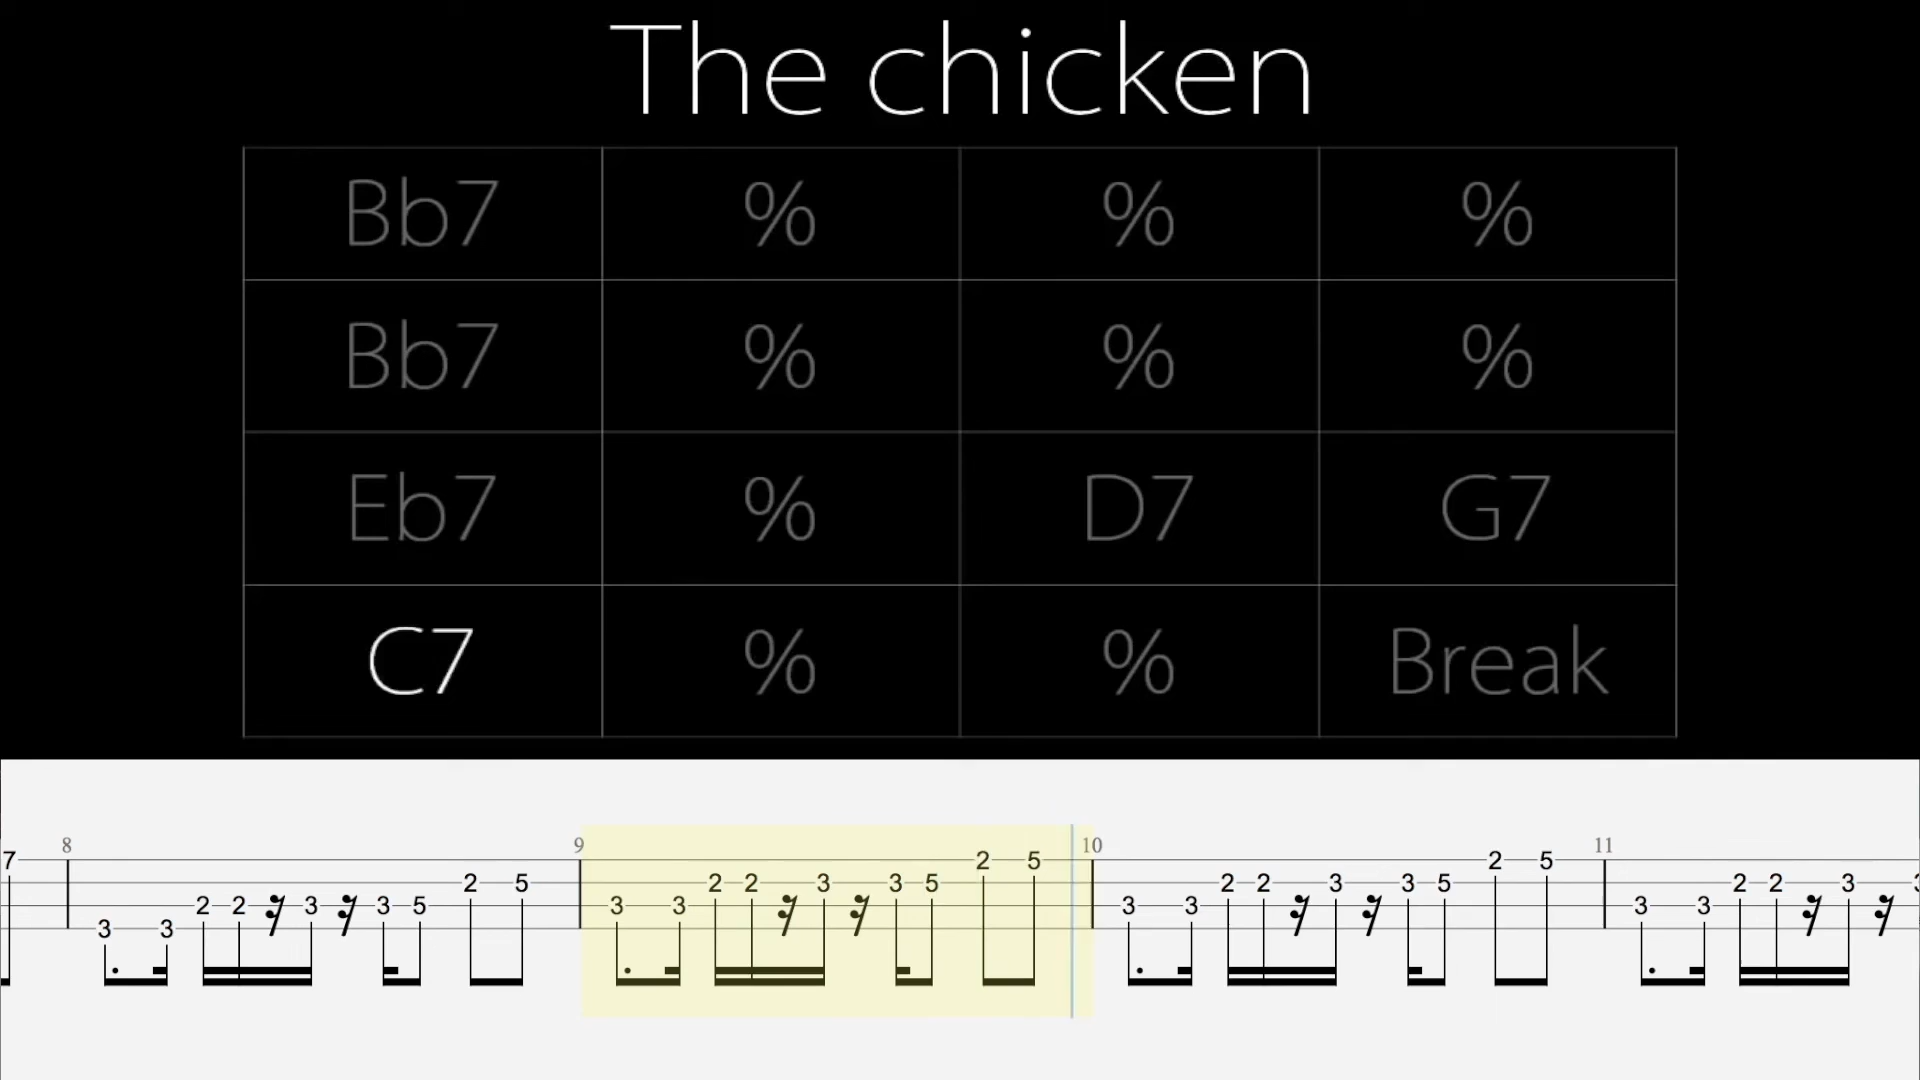 The chicken
Bb7 % % %
Bb7 % % %
Eb7 % D7 G7
C7 % % Break
8 9 10 11
7 2 5 2 5
2 5 2 2 3 3 5 2 2 3 3 5 2 2 3 3
2 2 3 3 5 3 3 3 3 3 3
3 3